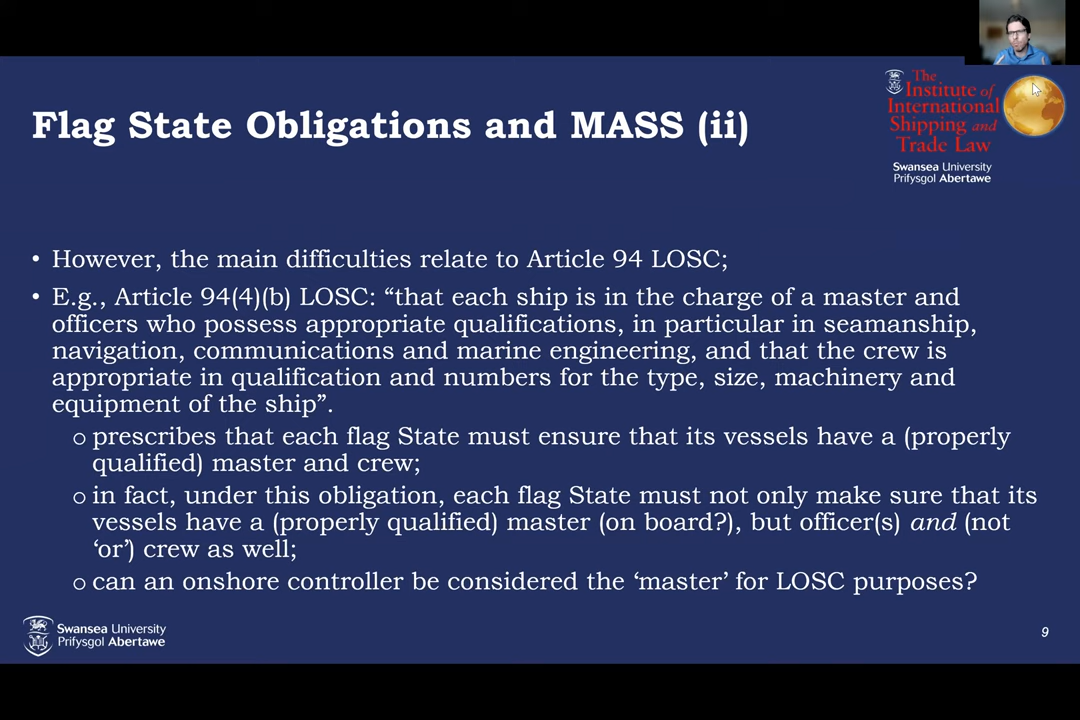 The
Institute of
International
Shipping and
Trade Law
Swansea University
Prifysgol Abertawe
Flag State Obligations and MASS (ii)
• However, the main difficulties relate to Article 94 LOSC;
• E.g., Article 94(4)(b) LOSC: “that each ship is in the charge of a master and
officers who possess appropriate qualifications, in particular in seamanship,
navigation, communications and marine engineering, and that the crew is
appropriate in qualification and numbers for the type, size, machinery and
equipment of the ship”.
o prescribes that each flag State must ensure that its vessels have a (properly
qualified) master and crew;
o in fact, under this obligation, each flag State must not only make sure that its
vessels have a (properly qualified) master (on board?), but officer(s) and (not
‘or’) crew as well;
o can an onshore controller be considered the ‘master’ for LOSC purposes?
Swansea University
Prifysgol Abertawe
9